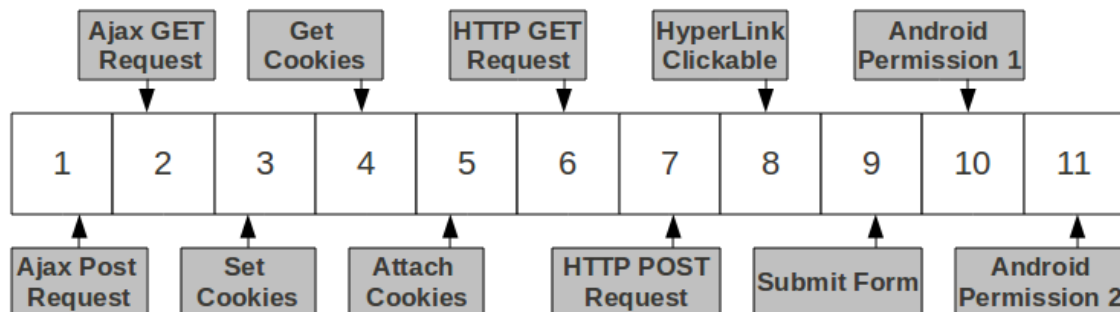 Ajax GET
Request
Get
Cookies
HTTP GET
Request
HyperLink
Clickable
Android
Permission 1
1 2 3 4 5 6 7 8 9 10 11
Ajax Post
Request
Set
Cookies
Attach
Cookies
HTTP POST
Request
Submit Form
Android
Permission 2